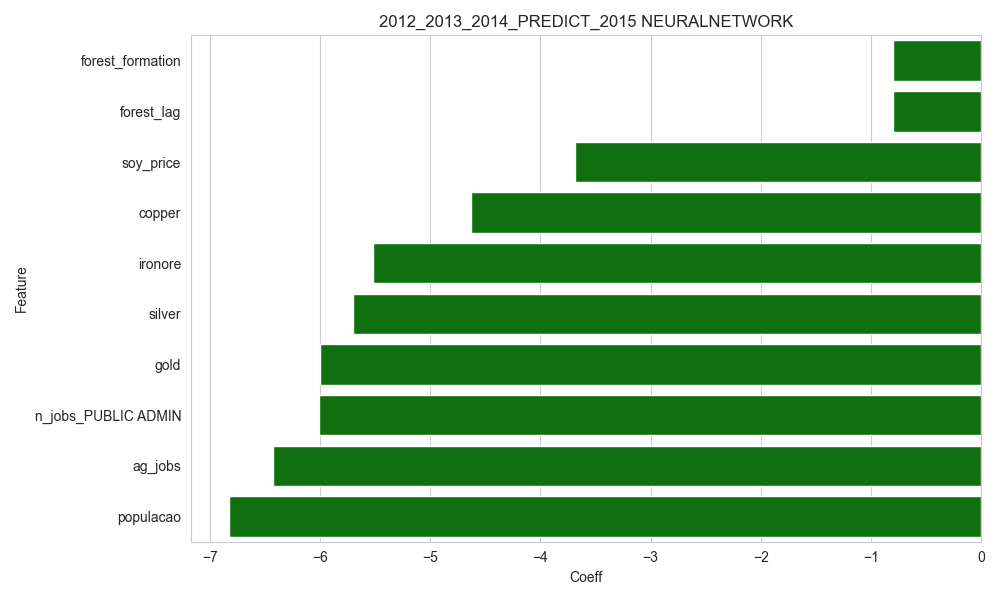 2012_2013_2014_PREDICT_2015 NEURALNETWORK
forest_formation
forest_lag
soy_price
copper
ironore
silver
gold
n_jobs_PUBLIC ADMIN
ag_jobs
populacao
Feature
−7 −6 −5 −4 −3 −2 −1 0
Coeff